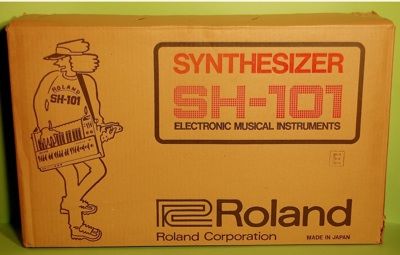 ROLAND
SH-101
SYNTHESIZER
SH-101
ELECTRONIC MUSICAL INSTRUMENTS
Roland
Roland Corporation
MADE IN JAPAN